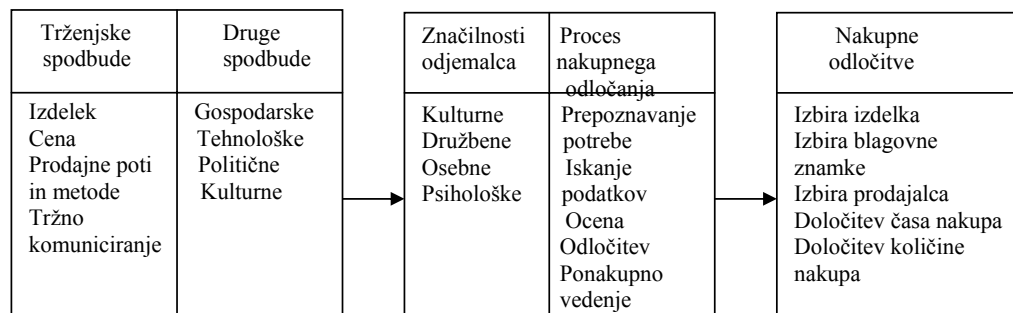 Trženjske
spodbude
Izdelek
Cena
Prodajne poti
in metode
Tržno
komuniciranje
Druge
spodbude
Gospodarske
Tehnološke
Politične
Kulturne
Značilnosti
odjemalca
Kulturne
Družbene
Osebne
Psihološke
Proces
nakupnega
odločanja
Prepoznavanje
potrebe
Iskanje
podatkov
Ocena
Odločitev
Ponakupno
vedenje
Nakupne
odločitve
Izbira izdelka
Izbira blagovne
znamke
Izbira prodajalca
Določitev časa nakupa
Določitev količine
nakupa